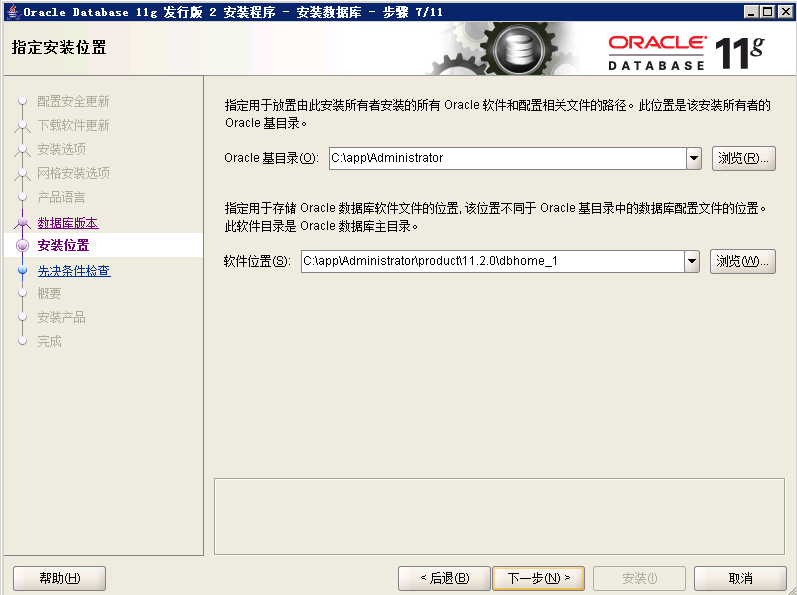 Oracle Database 11g 发行版 2 安装程序 - 安装数据库 - 步骤 7/11
指定安装位置
ORACLE
DATABASE
11g
配置安全更新
下载软件更新
安装选项
网格安装选项
产品语言
数据库版本
安装位置
先决条件检查
概要
安装产品
完成
指定用于放置由此安装所有者安装的所有 Oracle 软件和配置相关文件的路径。此位置是该安装所有者的
Oracle 基目录。
Oracle 基目录(O): C:\app\Administrator 浏览(R)...
指定用于存储 Oracle 数据库软件文件的位置, 该位置不同于 Oracle 基目录中的数据库配置文件的位置。
此软件目录是 Oracle 数据库主目录。
软件位置(S): C:\app\Administrator\product\11.2.0\dbhome_1 浏览(W)...
帮助(H) < 后退(B) 下一步(N) > 安装(I) 取消